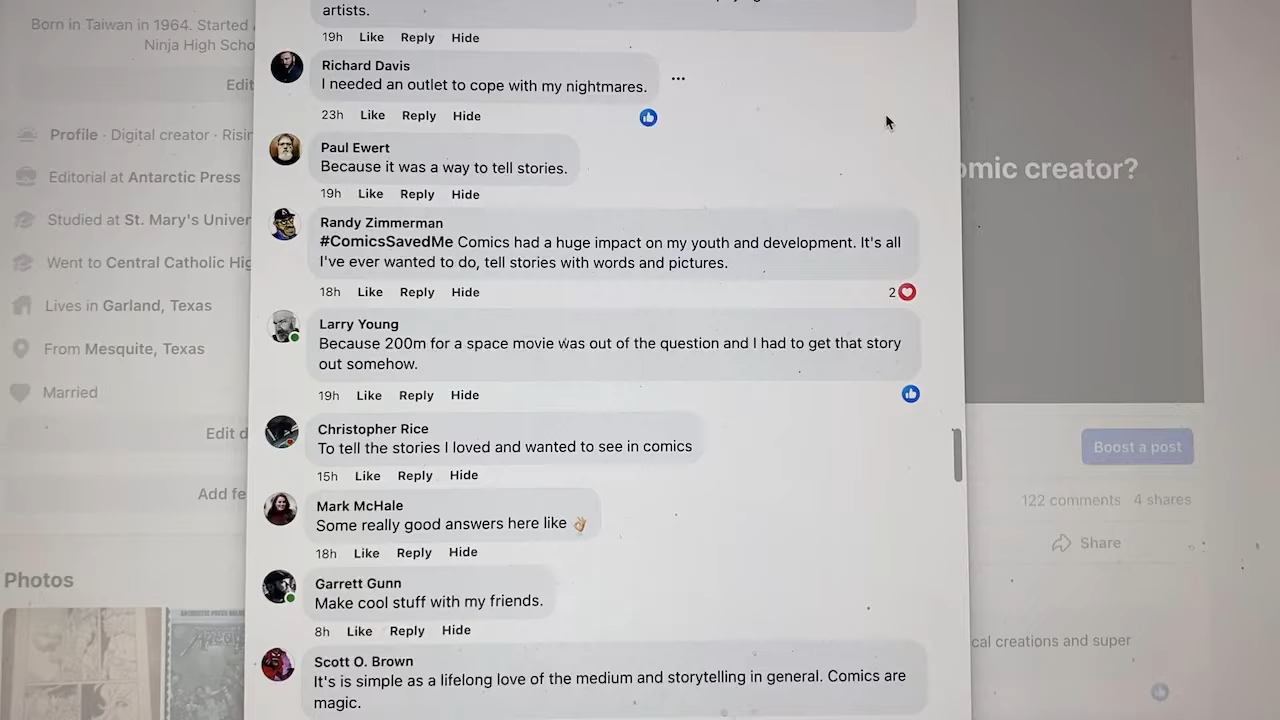 artists.
19h Like Reply Hide
Richard Davis
I needed an outlet to cope with my nightmares.
23h Like Reply Hide
Paul Ewert
Because it was a way to tell stories.
19h Like Reply Hide
Randy Zimmerman
#ComicsSavedMe Comics had a huge impact on my youth and development. It's all
I've ever wanted to do, tell stories with words and pictures.
18h Like Reply Hide 2
Larry Young
Because 200m for a space movie was out of the question and I had to get that story
out somehow.
19h Like Reply Hide
Christopher Rice
To tell the stories I loved and wanted to see in comics
15h Like Reply Hide
Mark McHale
Some really good answers here like 👌🏼
18h Like Reply Hide
Garrett Gunn
Make cool stuff with my friends.
8h Like Reply Hide
Scott O. Brown
It's is simple as a lifelong love of the medium and storytelling in general. Comics are
magic.
Born in Taiwan in 1964. Started
Ninja High Scho
Edit
Profile · Digital creator · Risin
Editorial at Antarctic Press
Studied at St. Mary's Univer
Went to Central Catholic Hig
Lives in Garland, Texas
From Mesquite, Texas
Married
Edit d
Add fe
Photos
omic creator?
Boost a post
122 comments 4 shares
Share
cal creations and super